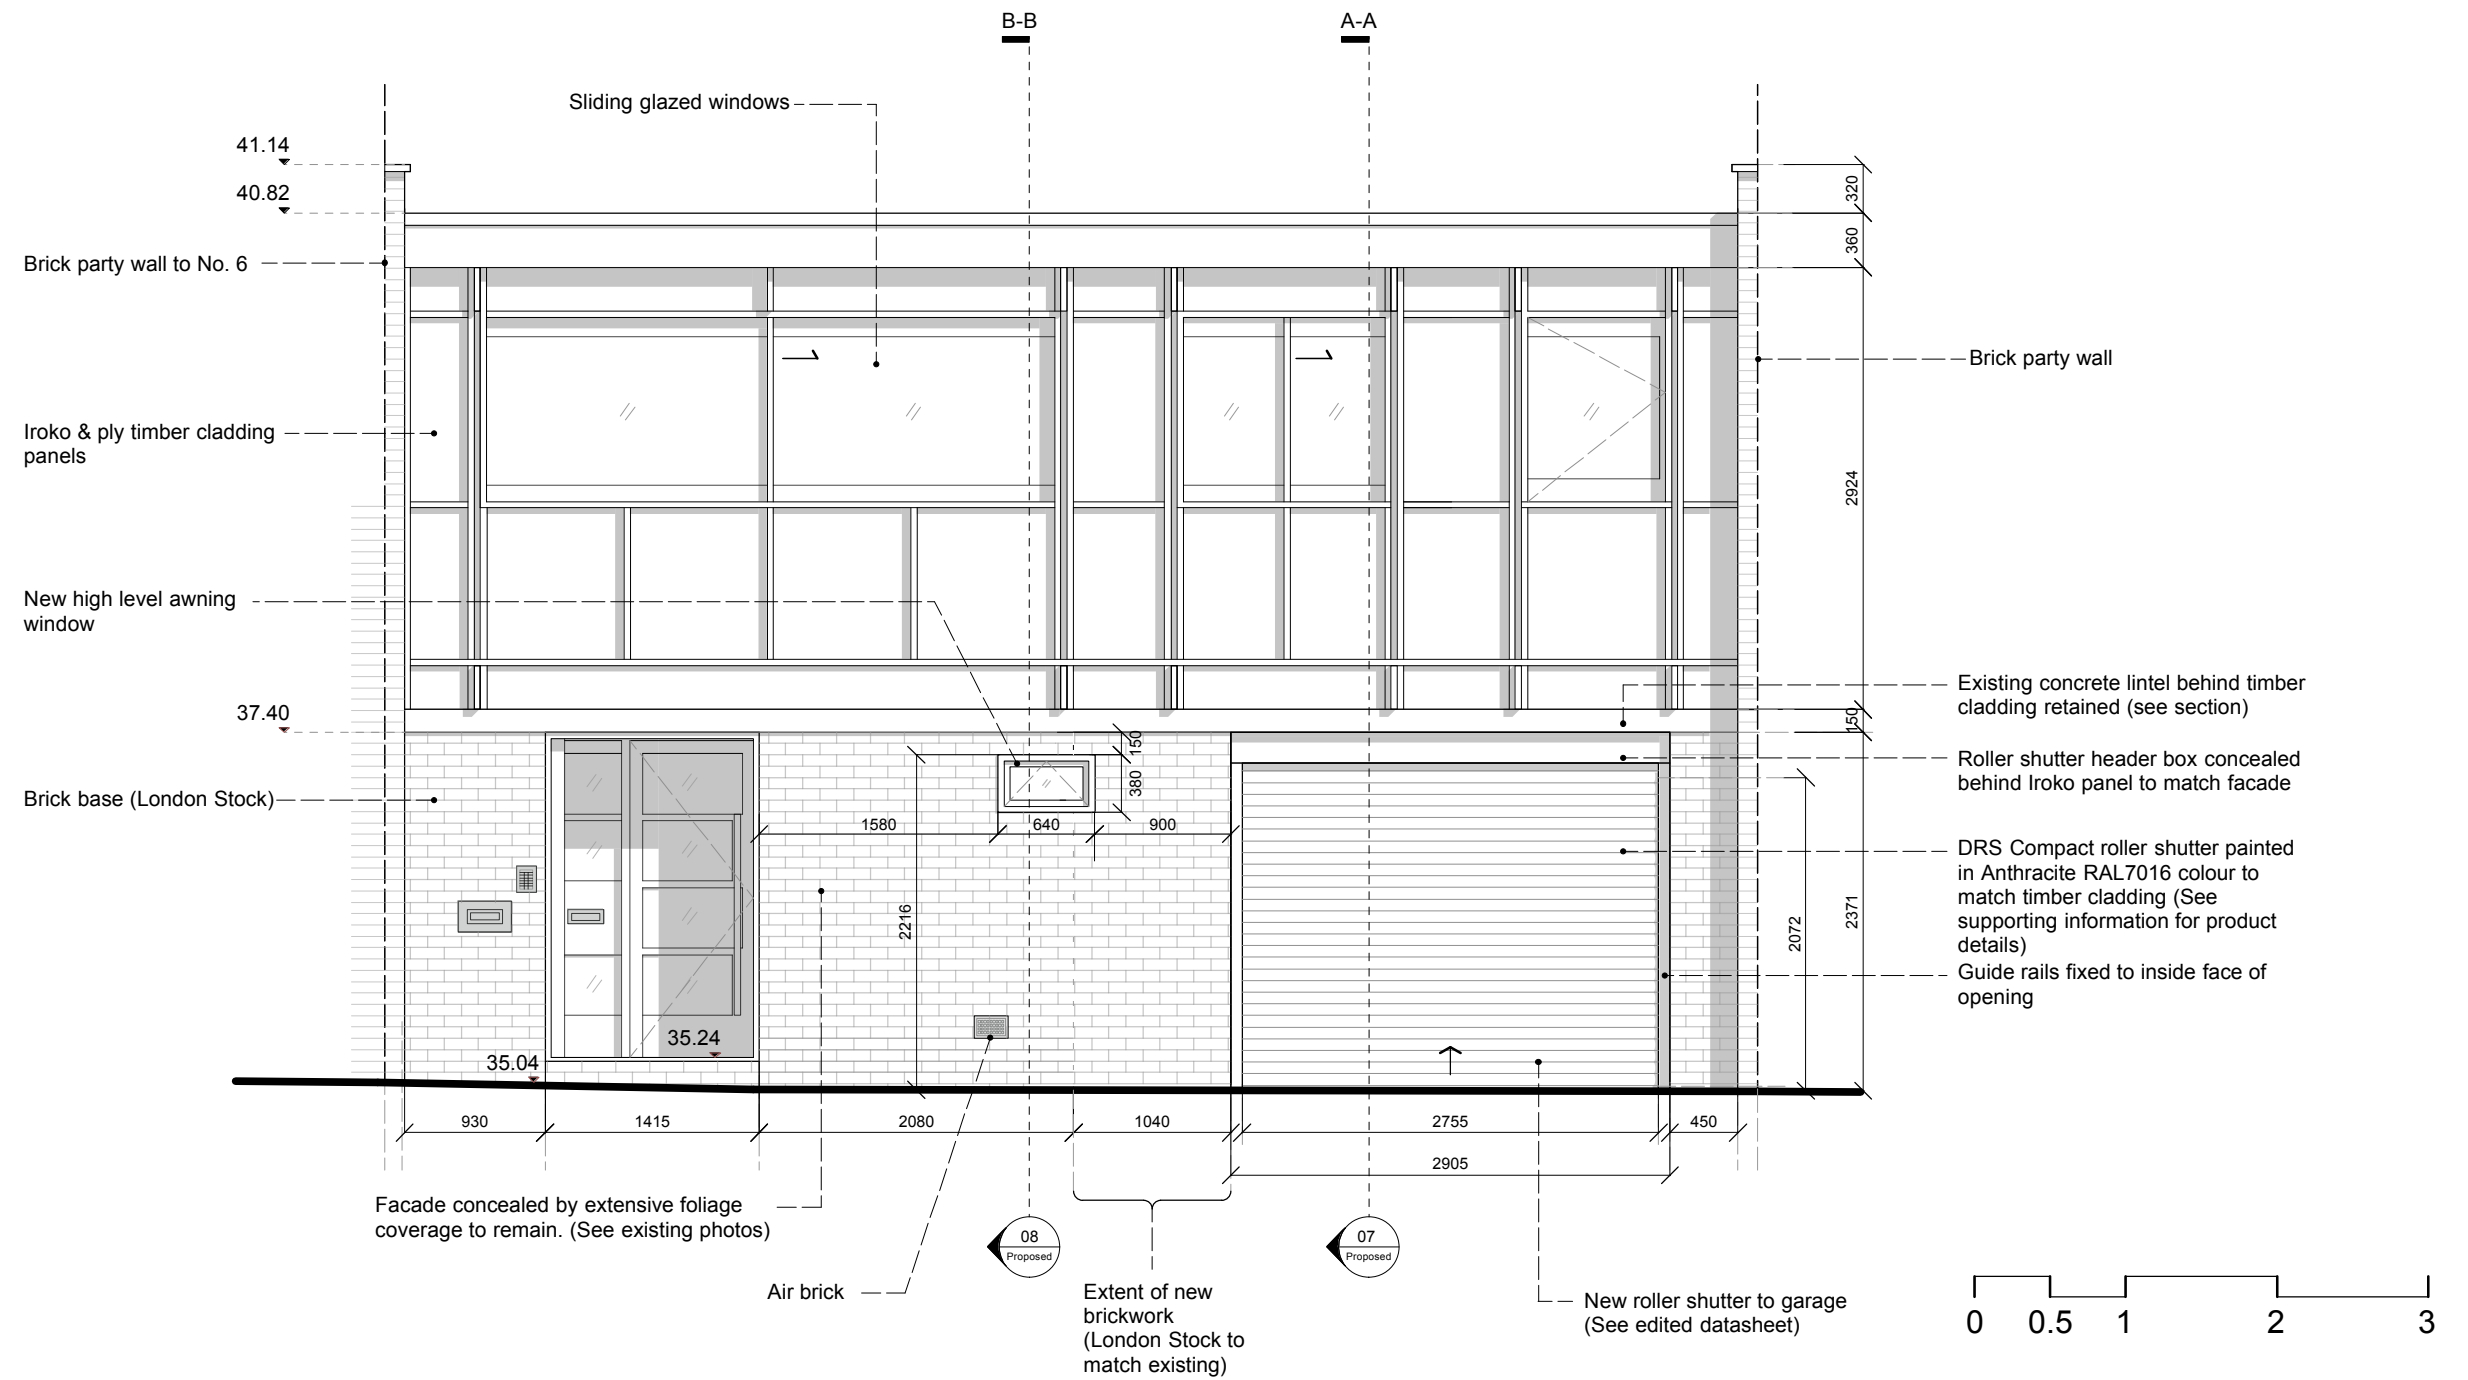 B-B
A-A
Sliding glazed windows
41.14
40.82
320
360
Brick party wall to No. 6
Brick party wall
Iroko & ply timber cladding
panels
2924
New high level awning
window
37.40
Existing concrete lintel behind timber
cladding retained (see section)
150
150
380
Roller shutter header box concealed
behind Iroko panel to match facade
Brick base (London Stock)
1580
640
900
DRS Compact roller shutter painted
in Anthracite RAL7016 colour to
match timber cladding (See
supporting information for product
details)
2216
2072
2371
Guide rails fixed to inside face of
opening
35.24
35.04
930
1415
2080
1040
2755
450
2905
Facade concealed by extensive foliage
coverage to remain. (See existing photos)
08
Proposed
07
Proposed
Air brick
Extent of new
brickwork
(London Stock to
match existing)
New roller shutter to garage
(See edited datasheet)
0 0.5 1 2 3